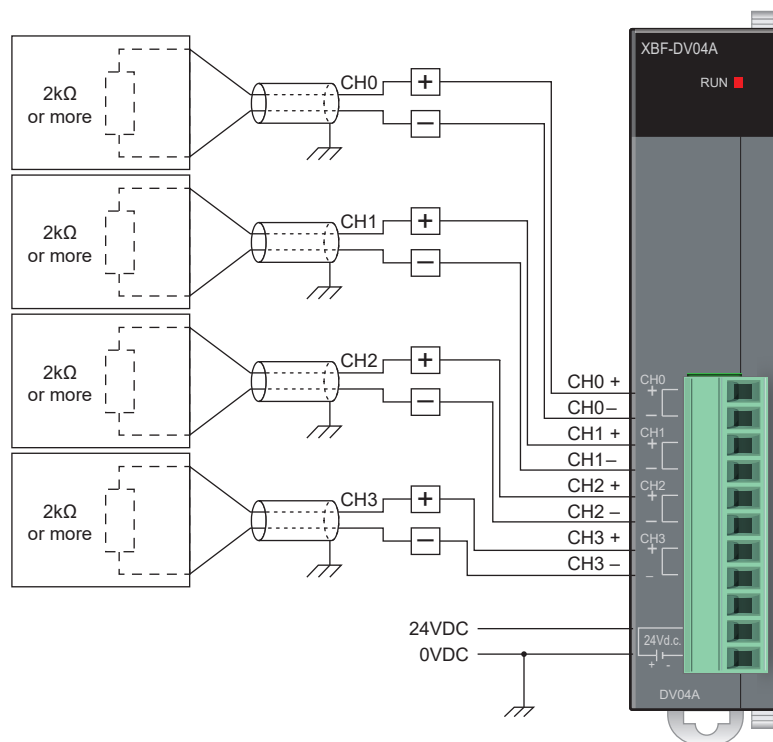 XBF-DV04A
RUN
2kΩ
or more
CH0
+
−
2kΩ
or more
CH1
+
−
2kΩ
or more
CH2
+
−
2kΩ
or more
CH3
+
−
CH0 +
CH0 –
CH1 +
CH1 –
CH2 +
CH2 –
CH3 +
CH3 –
CH0
+
–
CH1
+
–
CH2
+
–
CH3
+
–
24VDC
0VDC
24Vd.c.
+ -
DV04A